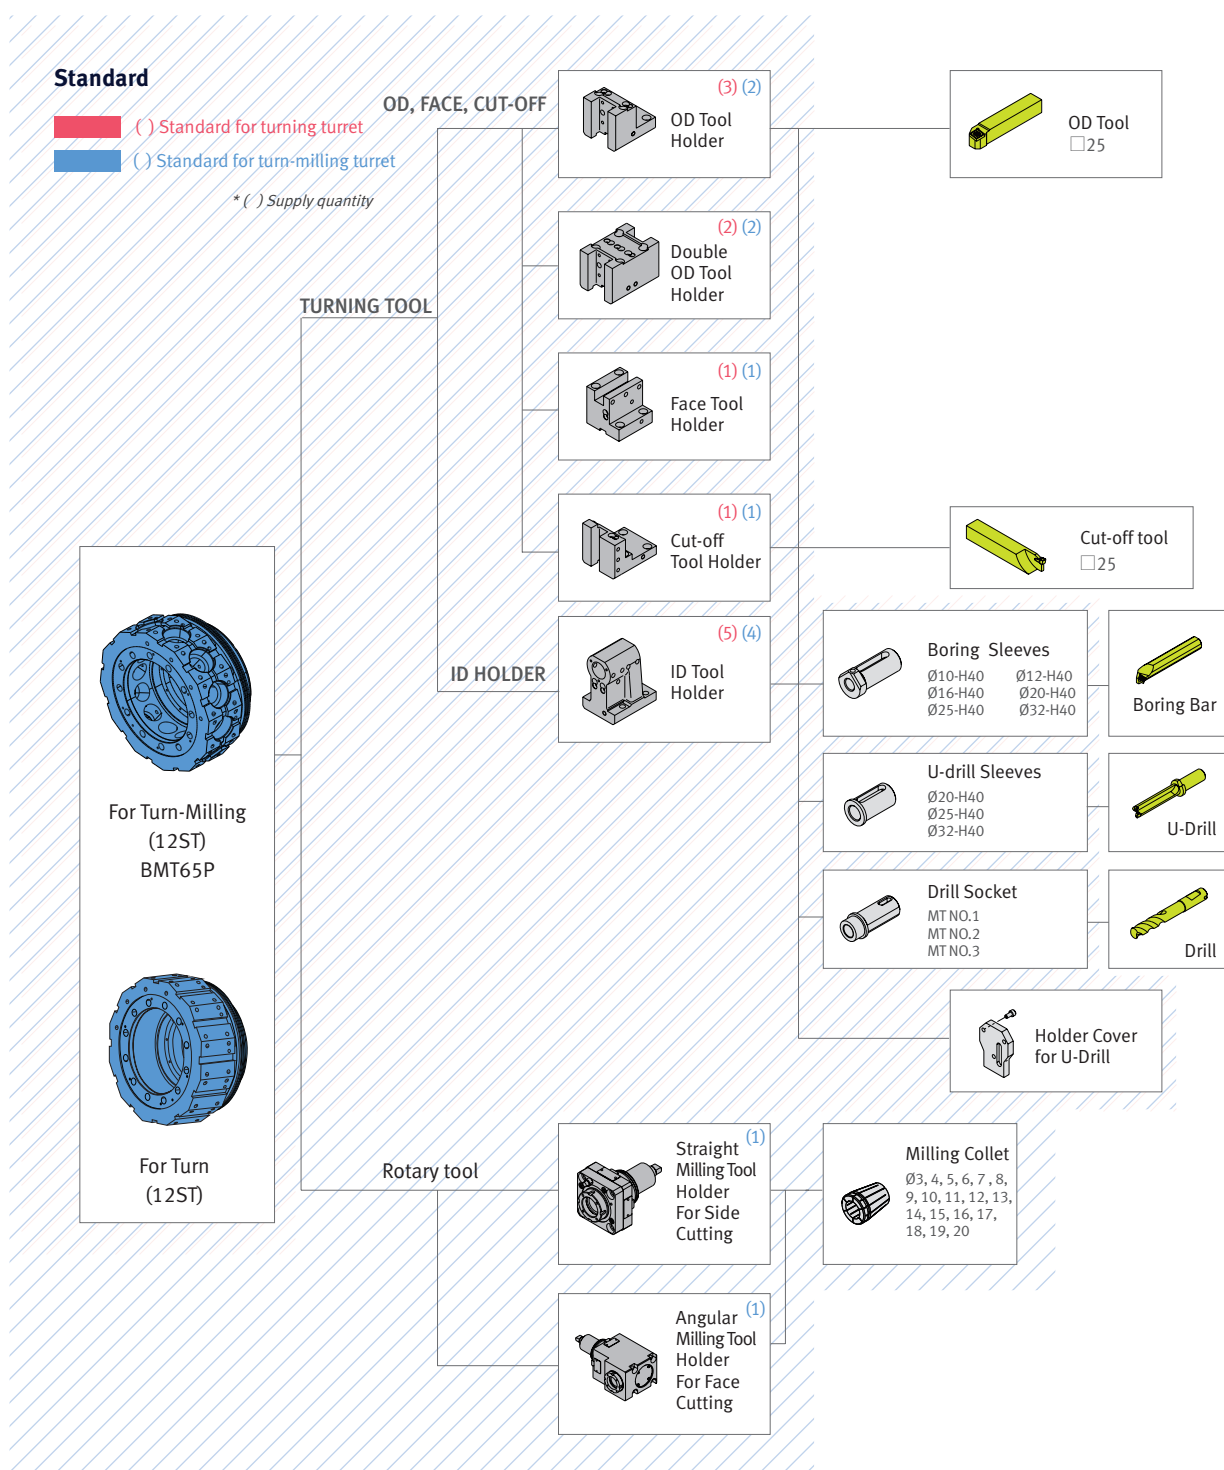 Standard
( ) Standard for turning turret
( ) Standard for turn-milling turret
* ( ) Supply quantity
OD, FACE, CUT-OFF
(3) (2)
OD Tool
Holder
OD Tool
□25
(2) (2)
Double
OD Tool
Holder
TURNING TOOL
(1) (1)
Face Tool
Holder
(1) (1)
Cut-off
Tool Holder
Cut-off tool
□25
ID HOLDER
(5) (4)
ID Tool
Holder
Boring Sleeves
Ø10-H40 Ø12-H40
Ø16-H40 Ø20-H40
Ø25-H40 Ø32-H40
Boring Bar
U-drill Sleeves
Ø20-H40
Ø25-H40
Ø32-H40
U-Drill
For Turn-Milling
(12ST)
BMT65P
Drill Socket
MT NO.1
MT NO.2
MT NO.3
Drill
Holder Cover
for U-Drill
For Turn
(12ST)
Rotary tool
(1)
Straight
Milling Tool
Holder
For Side
Cutting
Milling Collet
Ø3, 4, 5, 6, 7 , 8,
9, 10, 11, 12, 13,
14, 15, 16, 17,
18, 19, 20
(1)
Angular
Milling Tool
Holder
For Face
Cutting